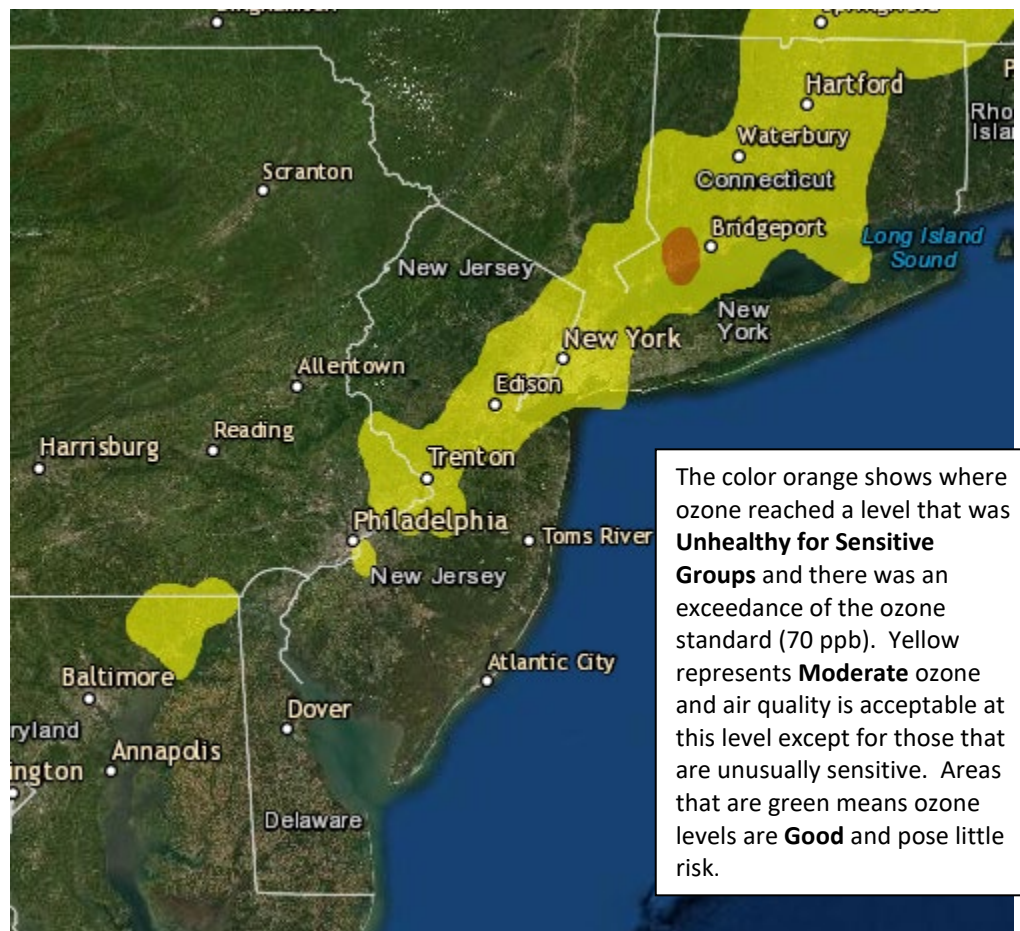 Hartford
Waterbury
Connecticut
Scranton
Bridgeport
Long Island
Sound
New Jersey
New
York
New York
Allentown
Edison
Reading
Harrisburg
Trenton
Philadelphia
Toms River
New Jersey
Baltimore
Atlantic City
Dover
ryland
Annapolis
ington
Delaware
The color orange shows where
ozone reached a level that was
Unhealthy for Sensitive
Groups and there was an
exceedance of the ozone
standard (70 ppb). Yellow
represents Moderate ozone
and air quality is acceptable at
this level except for those that
are unusually sensitive. Areas
that are green means ozone
levels are Good and pose little
risk.